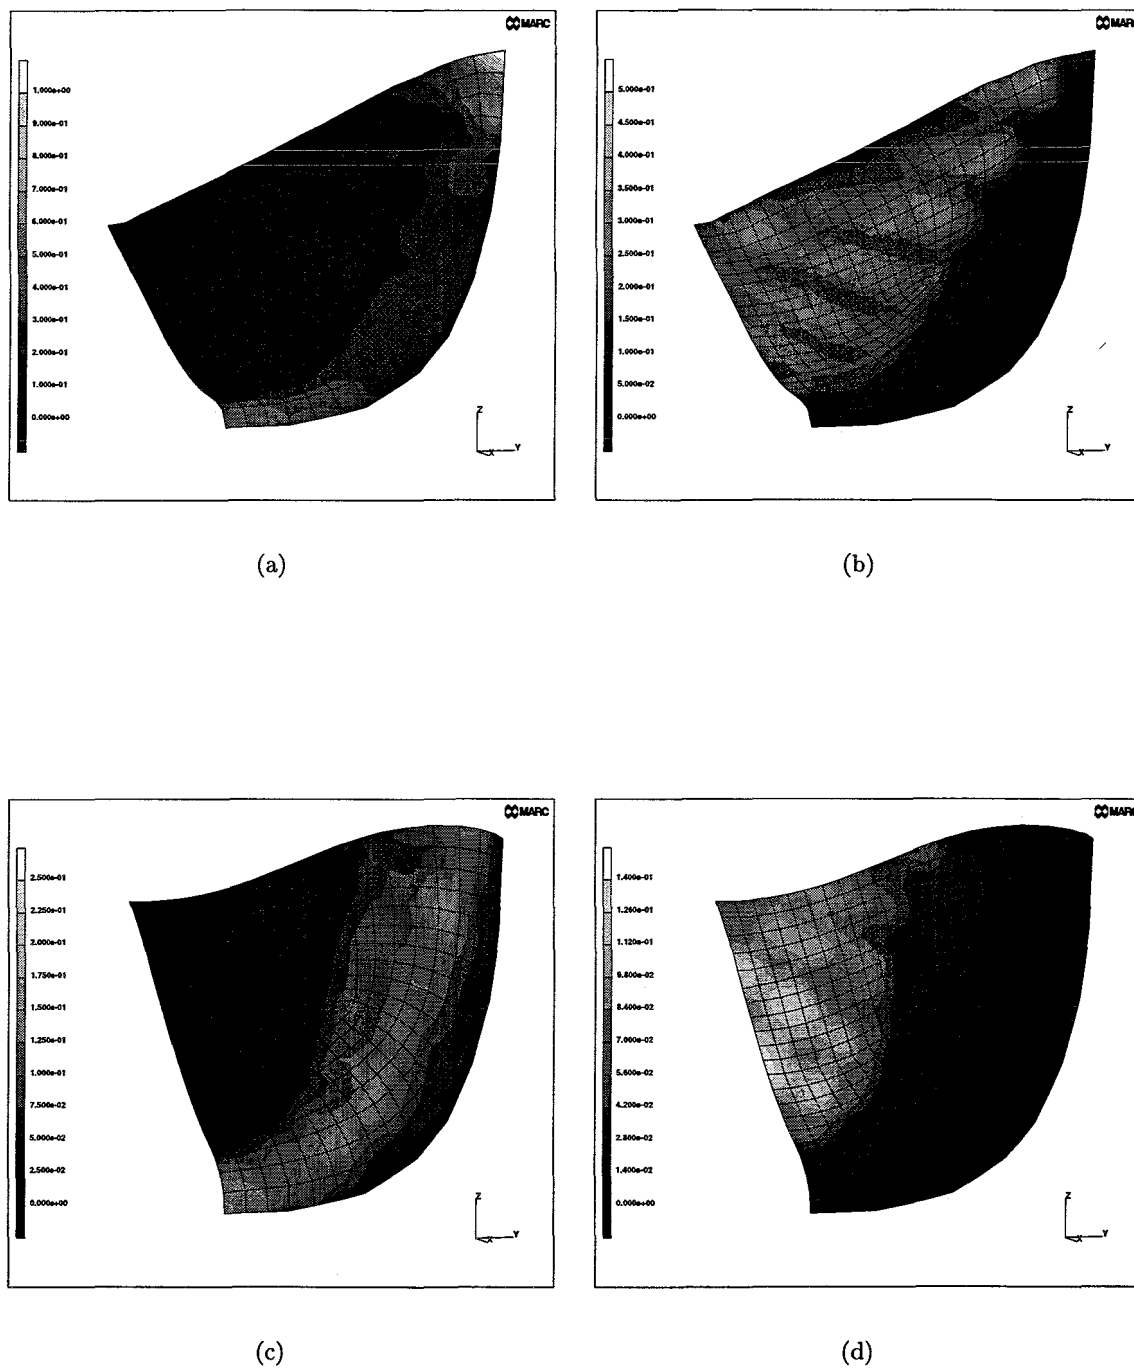 MARC
1.000e+00
9.000e-01
8.000e-01
7.000e-01
6.000e-01
5.000e-01
4.000e-01
3.000e-01
2.000e-01
1.000e-01
0.000e+00
Z
Y
X
(a)
MARC
5.000e-01
4.500e-01
4.000e-01
3.500e-01
3.000e-01
2.500e-01
2.000e-01
1.500e-01
1.000e-01
5.000e-02
0.000e+00
Z
Y
X
(b)
MARC
2.500e-01
2.250e-01
2.000e-01
1.750e-01
1.500e-01
1.250e-01
1.000e-01
7.500e-02
5.000e-02
2.500e-02
0.000e+00
Z
Y
X
(c)
MARC
1.400e-01
1.260e-01
1.120e-01
9.800e-02
8.400e-02
7.000e-02
5.600e-02
4.200e-02
2.800e-02
1.400e-02
0.000e+00
Z
Y
X
(d)